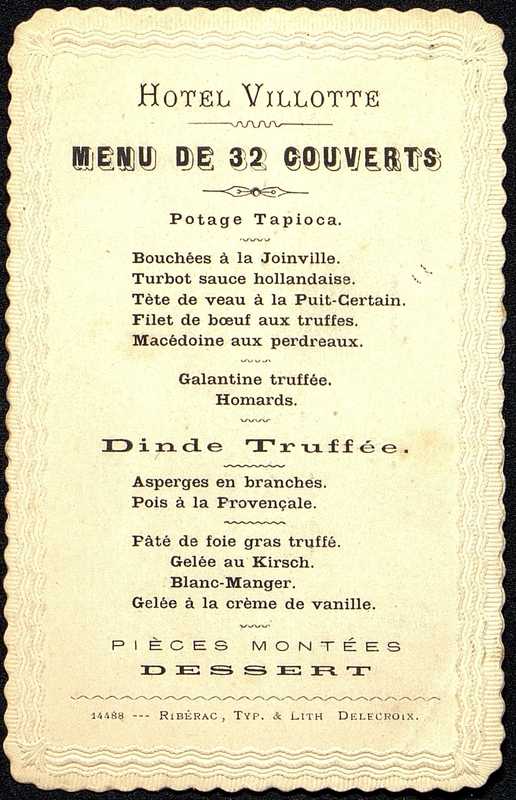 HOTEL VILLOTTE
MENU DE 32 COUVERTS
Potage Tapioca.
Bouchées à la Joinville.
Turbot sauce hollandaise.
Tète de veau à la Puit-Certain.
Filet de bœuf aux truffes.
Macédoine aux perdreaux.
Galantine truffée.
Homards.
Dinde Truffée.
Asperges en branches.
Pois à la Provençale.
Pâté de foie gras truffé.
Gelée au Kirsch.
Blanc-Manger.
Gelée à la crème de vanille.
PIÈCES MONTÉES
DESSERT
14488 --- RIBÉRAC, TYP. & LITH DELECROIX.